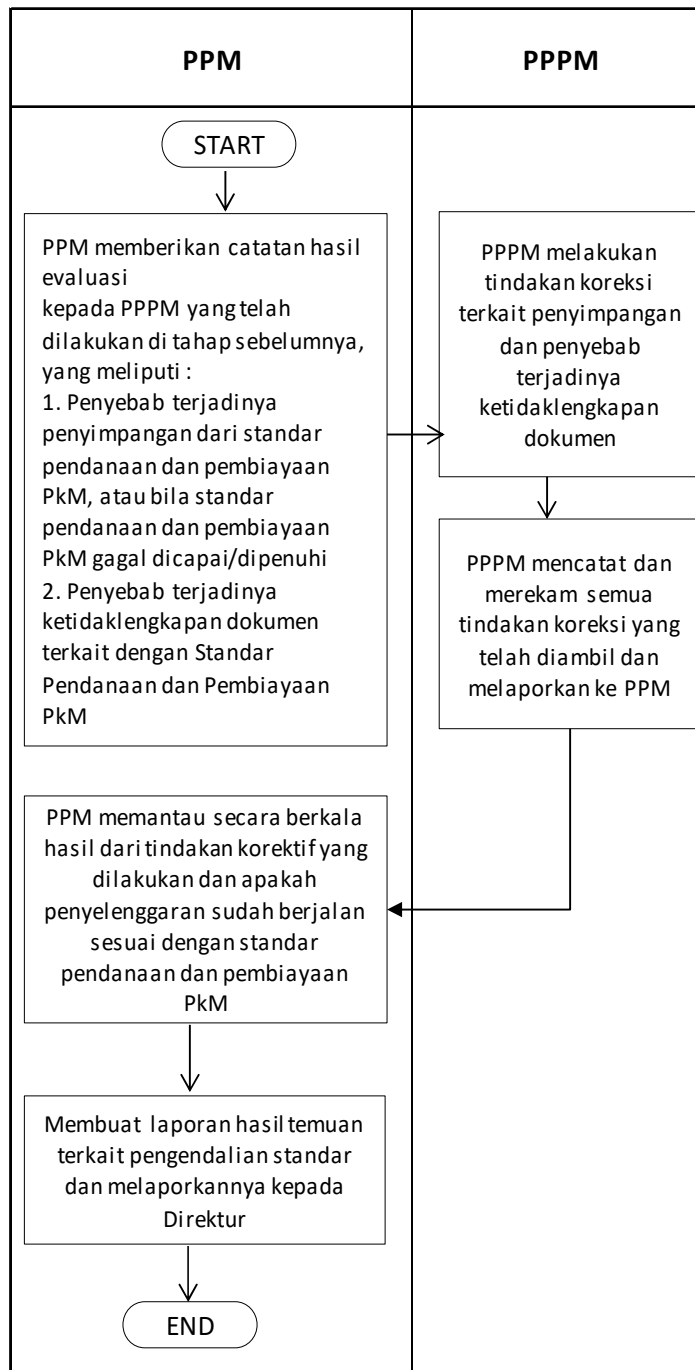 PPM
PPPM
START
PPM memberikan catatan hasil
evaluasi
kepada PPPM yang telah
dilakukan di tahap sebelumnya,
yang meliputi :
1. Penyebab terjadinya
penyimpangan dari standar
pendanaan dan pembiayaan
PkM, atau bila standar
pendanaan dan pembiayaan
PkM gagal dicapai/dipenuhi
2. Penyebab terjadinya
ketidaklengkapan dokumen
terkait dengan Standar
Pendanaan dan Pembiayaan
PkM
PPPM melakukan
tindakan koreksi
terkait penyimpangan
dan penyebab
terjadinya
ketidaklengkapan
dokumen
PPPM mencatat dan
merekam semua
tindakan koreksi yang
telah diambil dan
melaporkan ke PPM
PPM memantau secara berkala
hasil dari tindakan korektif yang
dilakukan dan apakah
penyelenggaran sudah berjalan
sesuai dengan standar
pendanaan dan pembiayaan
PkM
Membuat laporan hasil temuan
terkait pengendalian standar
dan melaporkannya kepada
Direktur
END